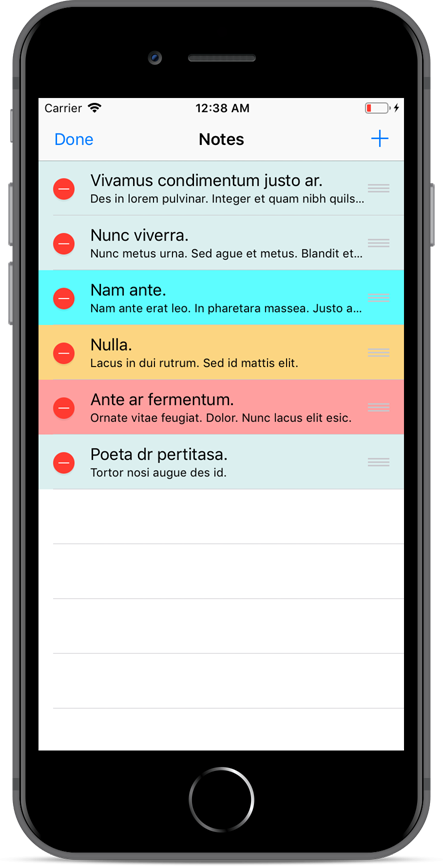 Carrier 12:38 AM
Done Notes +
Vivamus condimentum justo ar.
Des in lorem pulvinar. Integer et quam nibh quils...
Nunc viverra.
Nunc metus urna. Sed ague et metus. Blandit et...
Nam ante.
Nam ante erat leo. In pharetara massea. Justo a...
Nulla.
Lacus in dui rutrum. Sed id mattis elit.
Ante ar fermentum.
Ornate vitae feugiat. Dolor. Nunc lacus elit esic.
Poeta dr pertitasa.
Tortor nosi augue des id.